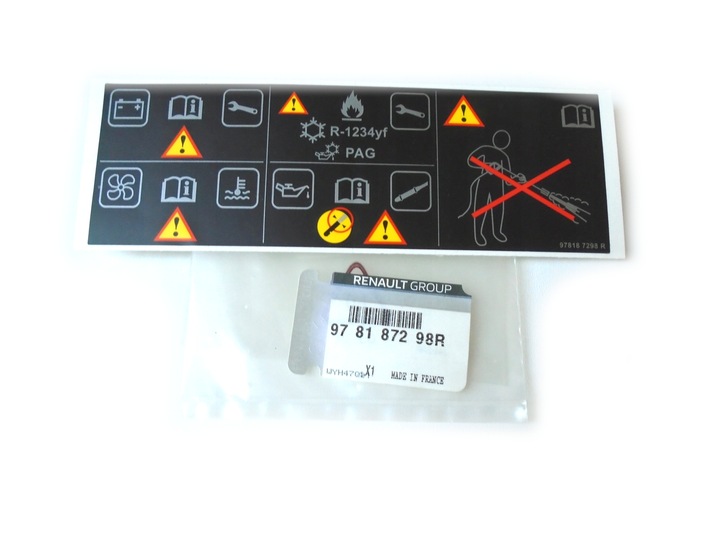 R-1234yf
PAG
97818 7298 R
RENAULT GROUP
97 81 872 98R
X1
MADE IN FRANCE